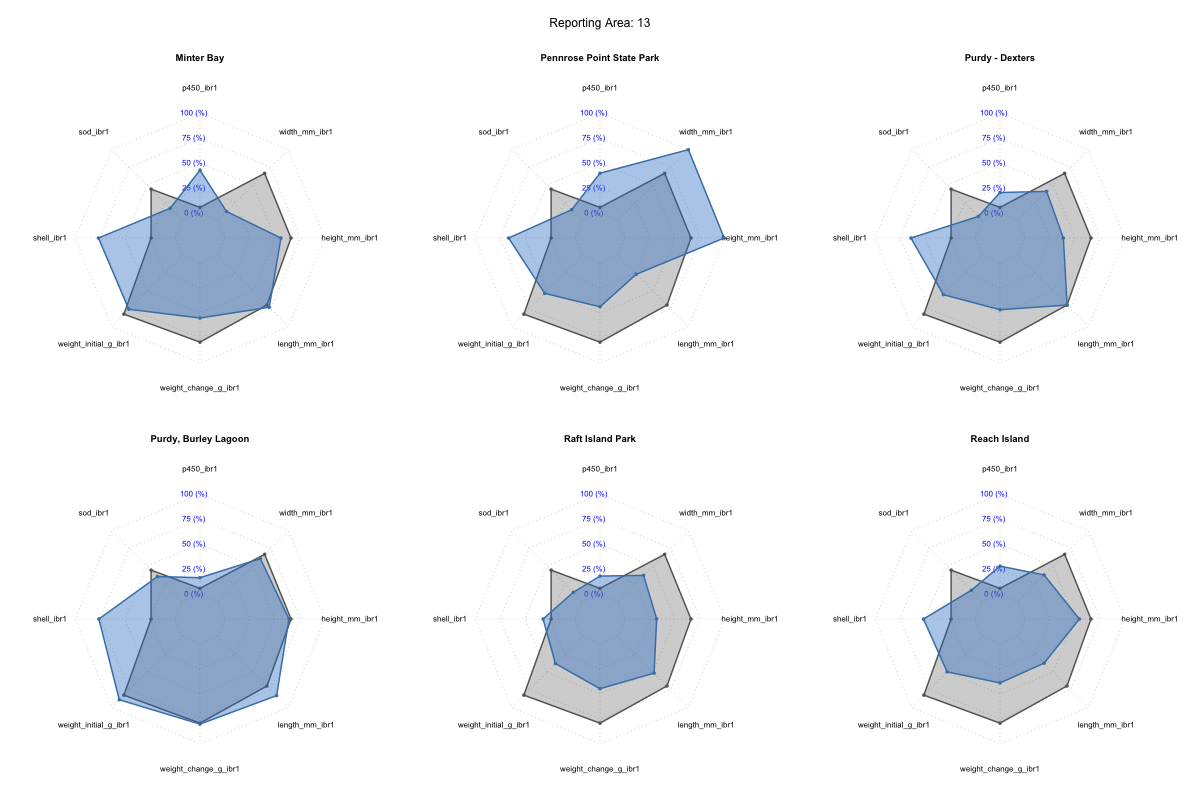 Reporting Area: 13
Minter Bay
p450_ibr1
sod_ibr1
width_mm_ibr1
100 (%)
75 (%)
50 (%)
25 (%)
0 (%)
shell_ibr1
height_mm_ibr1
weight_initial_g_ibr1
length_mm_ibr1
weight_change_g_ibr1
Pennrose Point State Park
p450_ibr1
sod_ibr1
width_mm_ibr1
100 (%)
75 (%)
50 (%)
25 (%)
0 (%)
shell_ibr1
height_mm_ibr1
weight_initial_g_ibr1
length_mm_ibr1
weight_change_g_ibr1
Purdy - Dexters
p450_ibr1
sod_ibr1
width_mm_ibr1
100 (%)
75 (%)
50 (%)
25 (%)
0 (%)
shell_ibr1
height_mm_ibr1
weight_initial_g_ibr1
length_mm_ibr1
weight_change_g_ibr1
Purdy, Burley Lagoon
p450_ibr1
sod_ibr1
width_mm_ibr1
100 (%)
75 (%)
50 (%)
25 (%)
0 (%)
shell_ibr1
height_mm_ibr1
weight_initial_g_ibr1
length_mm_ibr1
weight_change_g_ibr1
Raft Island Park
p450_ibr1
sod_ibr1
width_mm_ibr1
100 (%)
75 (%)
50 (%)
25 (%)
0 (%)
shell_ibr1
height_mm_ibr1
weight_initial_g_ibr1
length_mm_ibr1
weight_change_g_ibr1
Reach Island
p450_ibr1
sod_ibr1
width_mm_ibr1
100 (%)
75 (%)
50 (%)
25 (%)
0 (%)
shell_ibr1
height_mm_ibr1
weight_initial_g_ibr1
length_mm_ibr1
weight_change_g_ibr1